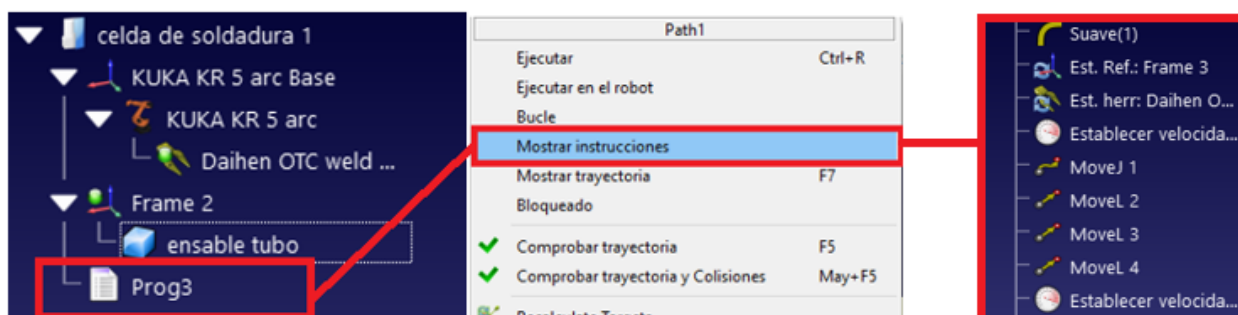 celda de soldadura 1
KUKA KR 5 arc Base
KUKA KR 5 arc
Daihen OTC weld ...
Frame 2
ensable tubo
Prog3
Path1
Ejecutar Ctrl+R
Ejecutar en el robot
Bucle
Mostrar instrucciones
Mostrar trayectoria F7
Bloqueado
Comprobar trayectoria F5
Comprobar trayectoria y Colisiones May+F5
Suave(1)
Est. Ref.: Frame 3
Est. herr: Daihen O...
Establecer velocida...
MoveJ 1
MoveL 2
MoveL 3
MoveL 4
Establecer velocida...